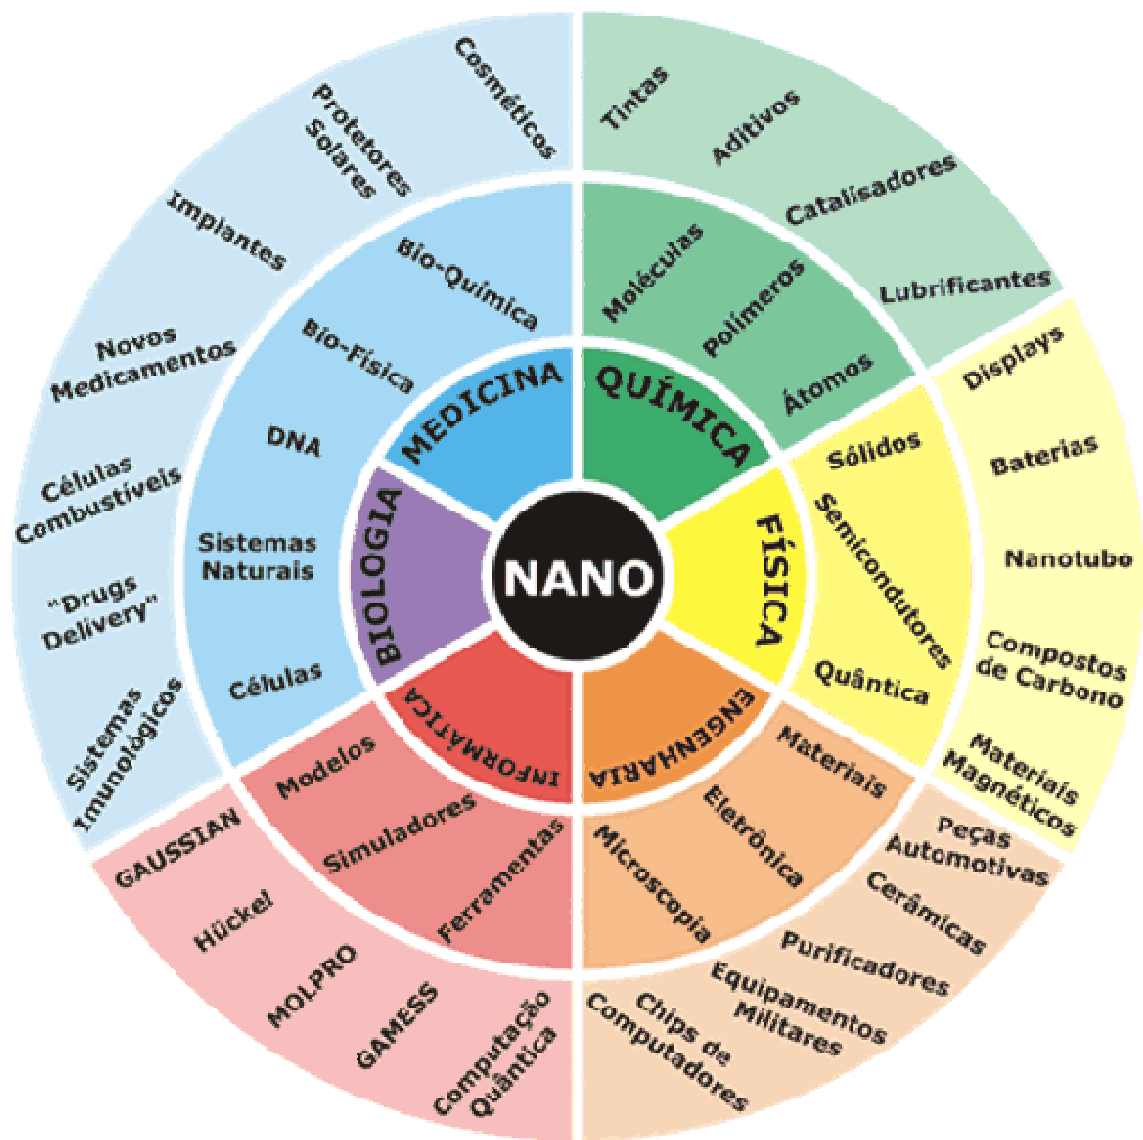 NANO
MEDICINA
QUÍMICA
FÍSICA
ENGENHARIA
INFORMÁTICA
BIOLOGIA
Bio-Química
Bio-Física
DNA
Sistemas
Naturais
Células
Moléculas
Polímeros
Átomos
Sólidos
Semicondutores
Quântica
Materiais
Eletrônica
Microscopia
Ferramentas
Simuladores
Modelos
Cosméticos
Protetores
Solares
Implantes
Novos
Medicamentos
Células
Combustíveis
"Drugs
Delivery"
Sistemas
Imunológicos
Tintas
Aditivos
Catalisadores
Lubrificantes
Displays
Baterias
Nanotubo
Compostos
de Carbono
Materiais
Magnéticos
Peças
Automotivas
Cerâmicas
Purificadores
Equipamentos
Militares
Chips de
Computadores
Computação
Quântica
GAMESS
MOLPRO
Hückel
GAUSSIAN